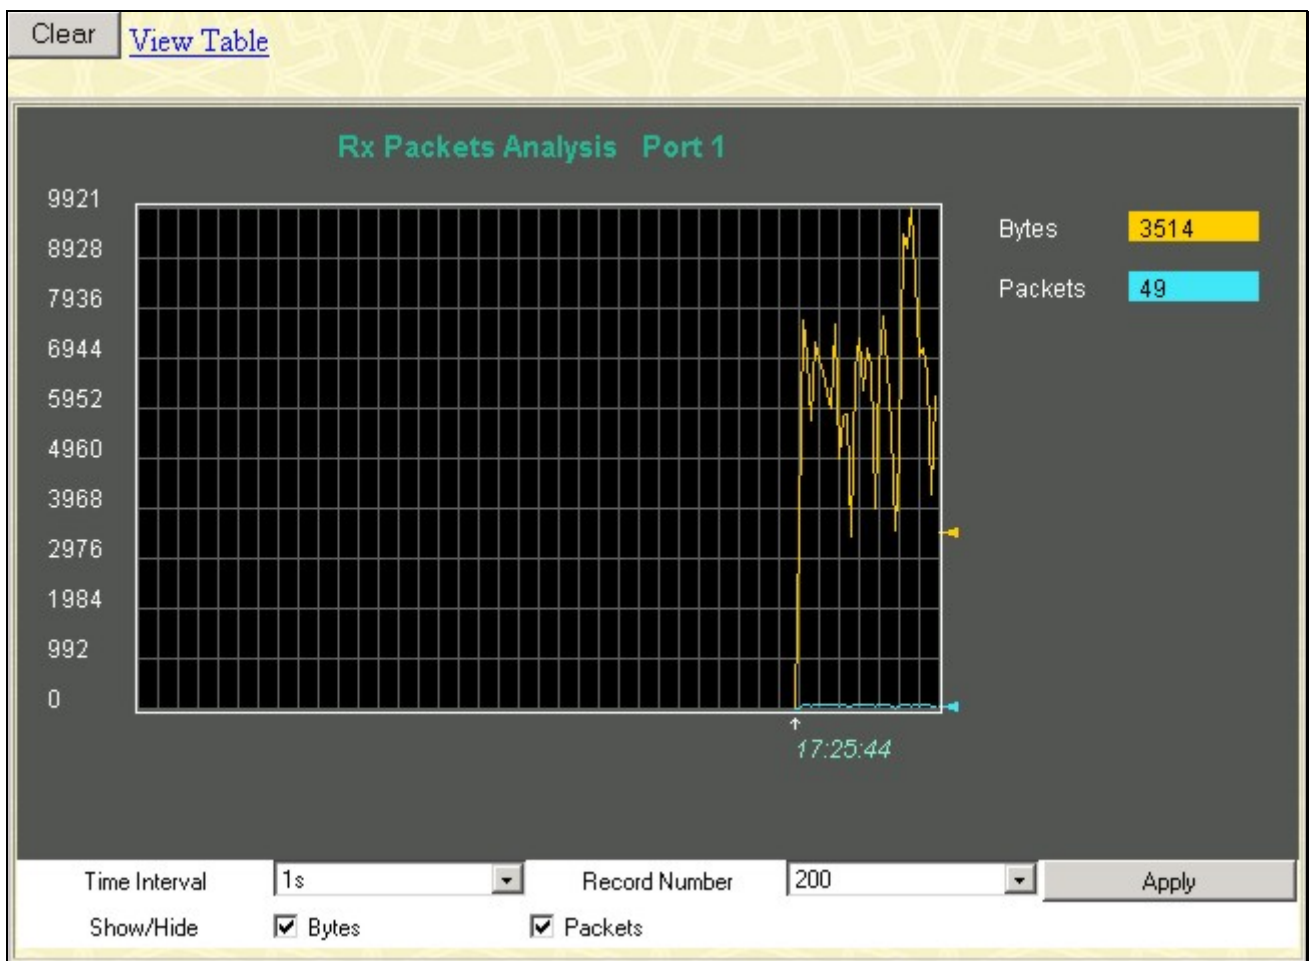 Clear View Table
Rx Packets Analysis Port 1
9921
8928
7936
6944
5952
4960
3968
2976
1984
992
0
Bytes 3514
Packets 49
17:25:44
Time Interval 1s Record Number 200 Apply
Show/Hide Bytes Packets